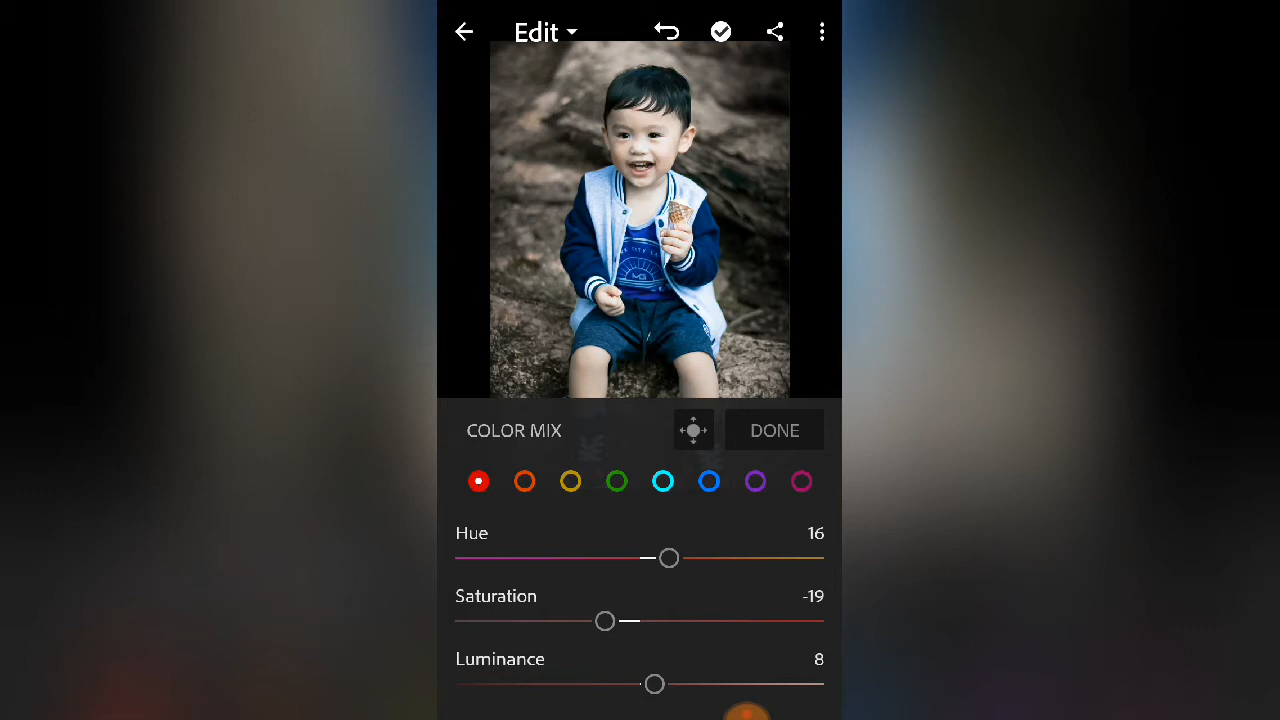 Edit
COLOR MIX
DONE
Hue 16
Saturation -19
Luminance 8